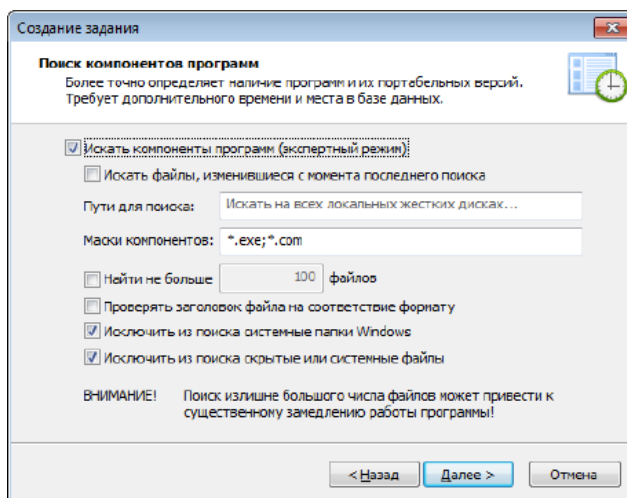 Создание задания
Поиск компонентов программ
Более точно определяет наличие программ и их портабельных версий.
Требует дополнительного времени и места в базе данных.
Искать компоненты программ (экспертный режим)
Искать файлы, изменившиеся с момента последнего поиска
Пути для поиска: Искать на всех локальных жестких дисках...
Маски компонентов: *.exe;*.com
Найти не больше 100 файлов
Проверять заголовок файла на соответствие формату
Исключить из поиска системные папки Windows
Исключить из поиска скрытые или системные файлы
ВНИМАНИЕ! Поиск излишне большого числа файлов может привести к
существенному замедлению работы программы!
< Назад Далее > Отмена